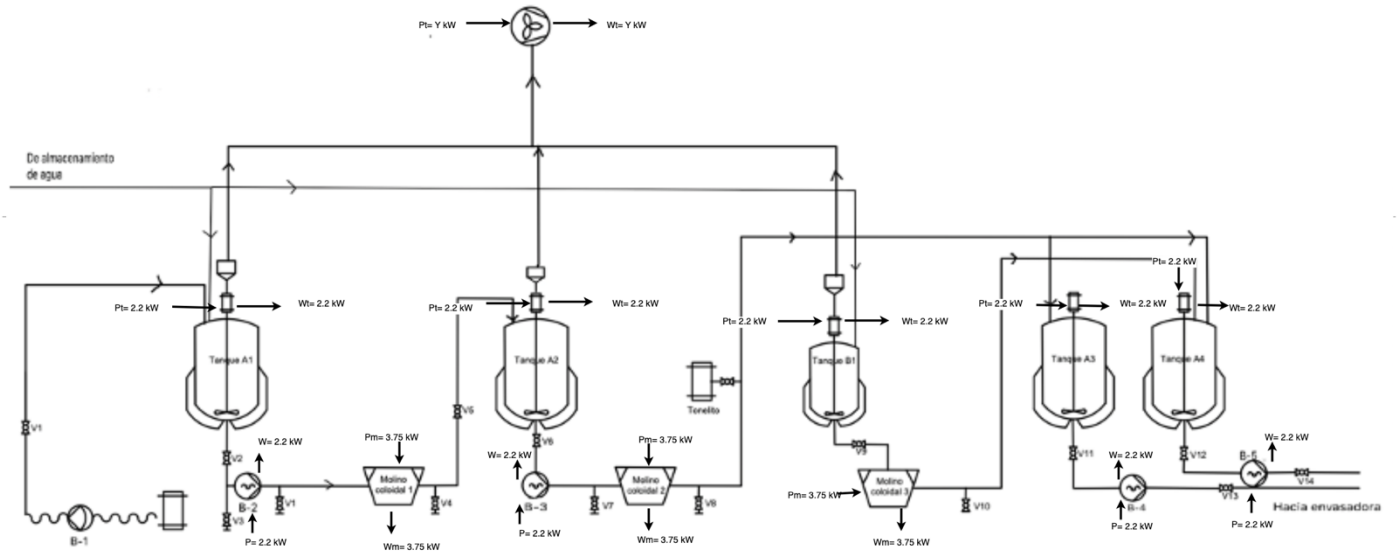 Pt= Y kW
Wt= Y kW
De almacenamiento
de agua
Pt= 2.2 kW
Wt= 2.2 kW
Pt= 2.2 kW
Wt= 2.2 kW
Pt= 2.2 kW
Wt= 2.2 kW
Pt= 2.2 kW
Wt= 2.2 kW
Pt= 2.2 kW
Wt= 2.2 kW
Tanque A1
Tanque A2
Tanque B1
Tanque A3
Tanque A4
Tonelito
V1
V5
V2
V6
V9
V11
V12
W= 2.2 kW
Pm= 3.75 kW
W= 2.2 kW
Pm= 3.75 kW
Pm= 3.75 kW
W= 2.2 kW
W= 2.2 kW
Molino
coloidal 1
Molino
coloidal 2
Molino
coloidal 3
B-2
V1
V4
V3
B-3
V7
V8
V10
B-4
V13
B-5
V14
Hacía envasadora
B-1
P= 2.2 kW
Wm= 3.75 kW
P= 2.2 kW
Wm= 3.75 kW
Wm= 3.75 kW
P= 2.2 kW
P= 2.2 kW